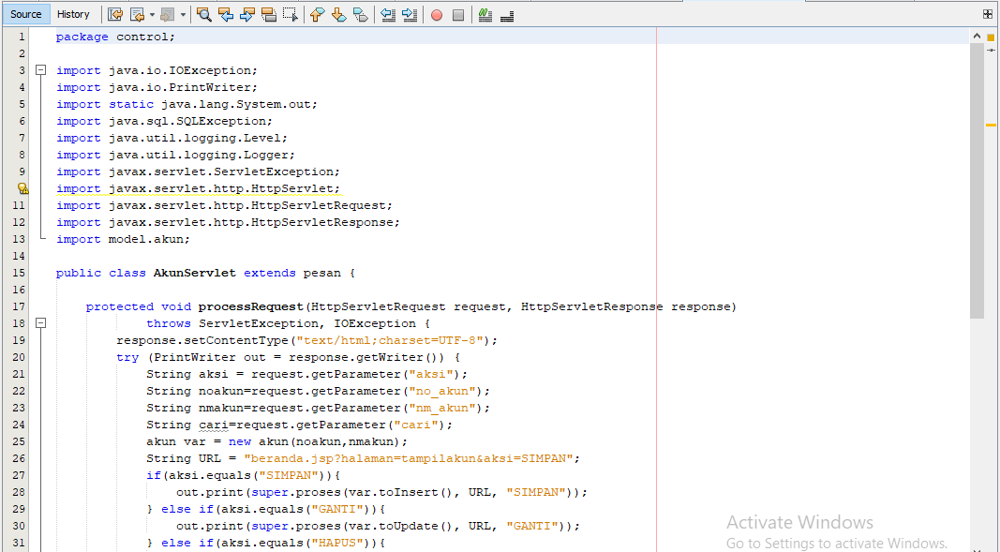 Source History
1 package control;
2
3 import java.io.IOException;
4 import java.io.PrintWriter;
5 import static java.lang.System.out;
6 import java.sql.SQLException;
7 import java.util.logging.Level;
8 import java.util.logging.Logger;
9 import javax.servlet.ServletException;
import javax.servlet.http.HttpServlet;
11 import javax.servlet.http.HttpServletRequest;
12 import javax.servlet.http.HttpServletResponse;
13 import model.akun;
14
15 public class AkunServlet extends pesan {
16
17 protected void processRequest(HttpServletRequest request, HttpServletResponse response)
18 throws ServletException, IOException {
19 response.setContentType("text/html;charset=UTF-8");
20 try (PrintWriter out = response.getWriter()) {
21 String aksi = request.getParameter("aksi");
22 String noakun=request.getParameter("no_akun");
23 String nmakun=request.getParameter("nm_akun");
24 String cari=request.getParameter("cari");
25 akun var = new akun(noakun,nmakun);
26 String URL = "beranda.jsp?halaman=tampilakun&aksi=SIMPAN";
27 if(aksi.equals("SIMPAN")){
28 out.print(super.proses(var.toInsert(), URL, "SIMPAN"));
29 } else if(aksi.equals("GANTI")){
30 out.print(super.proses(var.toUpdate(), URL, "GANTI"));
31 } else if(aksi.equals("HAPUS")){
Activate Windows
Go to Settings to activate Windows.